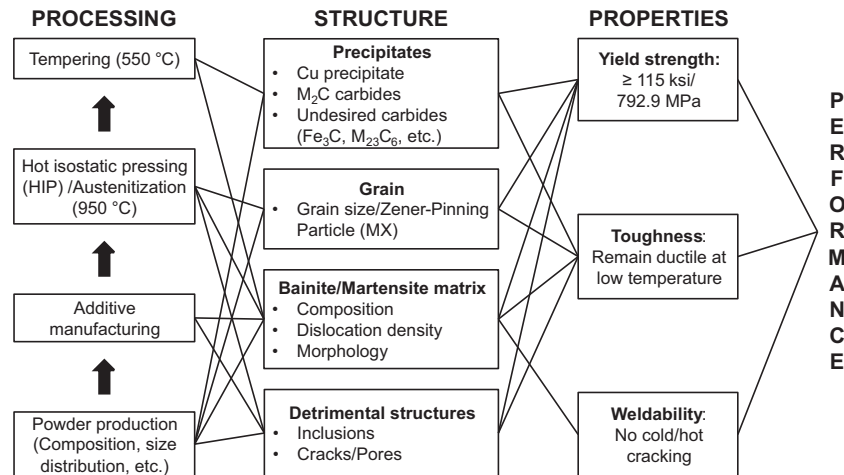 PROCESSING
Tempering (550 °C)
Hot isostatic pressing
(HIP) /Austenitization
(950 °C)
Additive
manufacturing
Powder production
(Composition, size
distribution, etc.)
STRUCTURE
Precipitates
• Cu precipitate
• M₂C carbides
• Undesired carbides
(Fe₃C, M₂₃C₆, etc.)
Grain
• Grain size/Zener-Pinning
Particle (MX)
Bainite/Martensite matrix
• Composition
• Dislocation density
• Morphology
Detrimental structures
• Inclusions
• Cracks/Pores
PROPERTIES
Yield strength:
≥ 115 ksi/
792.9 MPa
Toughness:
Remain ductile at
low temperature
Weldability:
No cold/hot
cracking
PERFORMANCE